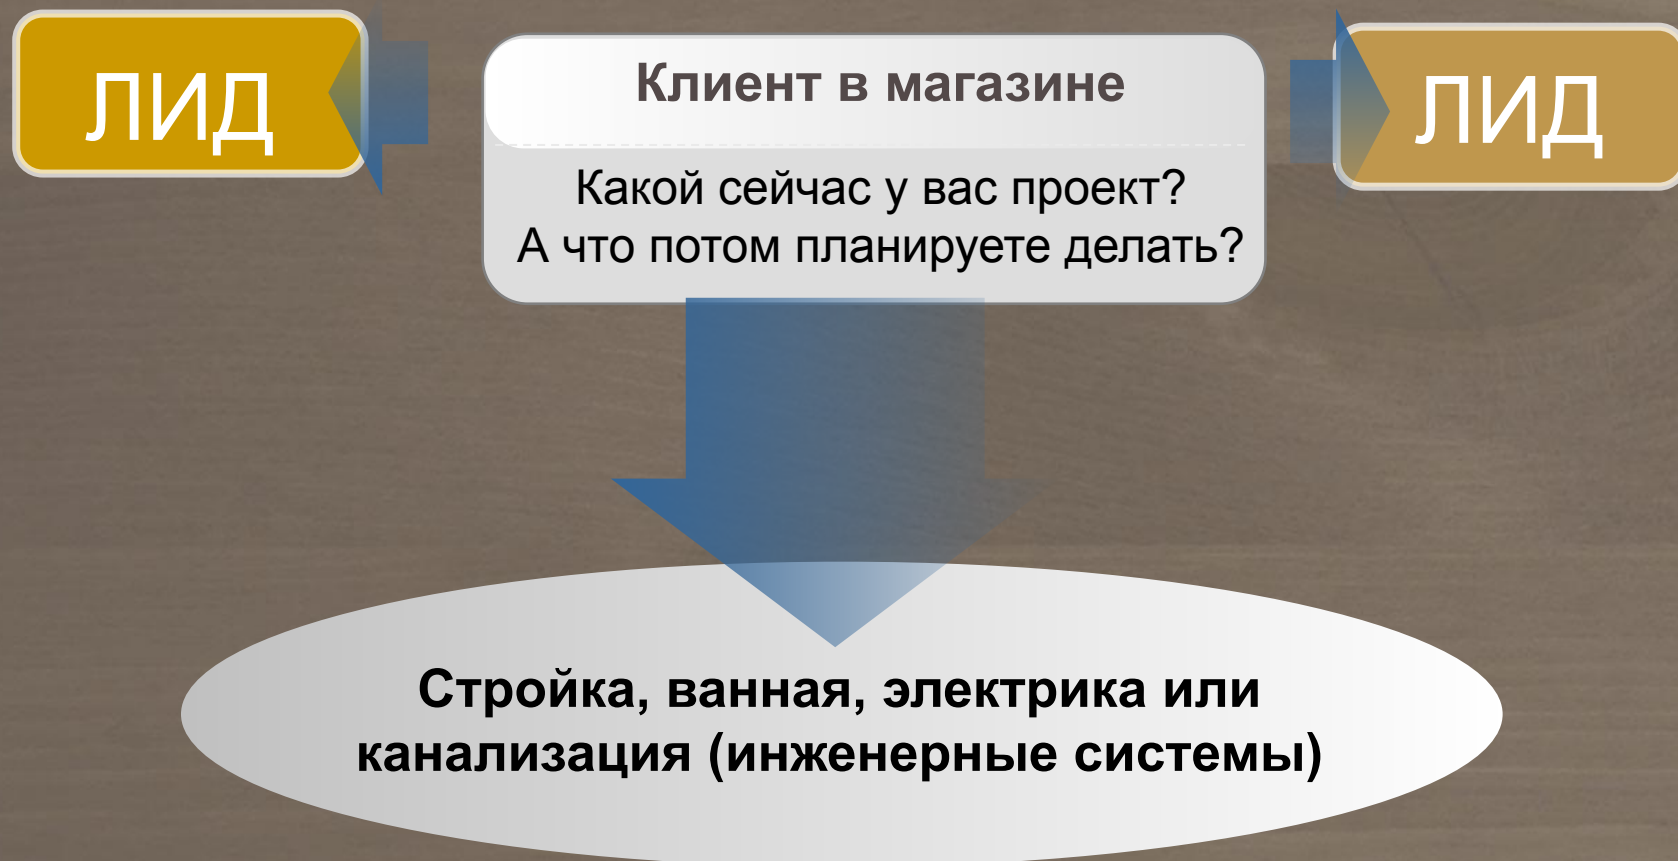 ЛИД
Клиент в магазине
ЛИД
Какой сейчас у вас проект?
А что потом планируете делать?
Стройка, ванная, электрика или
канализация (инженерные системы)